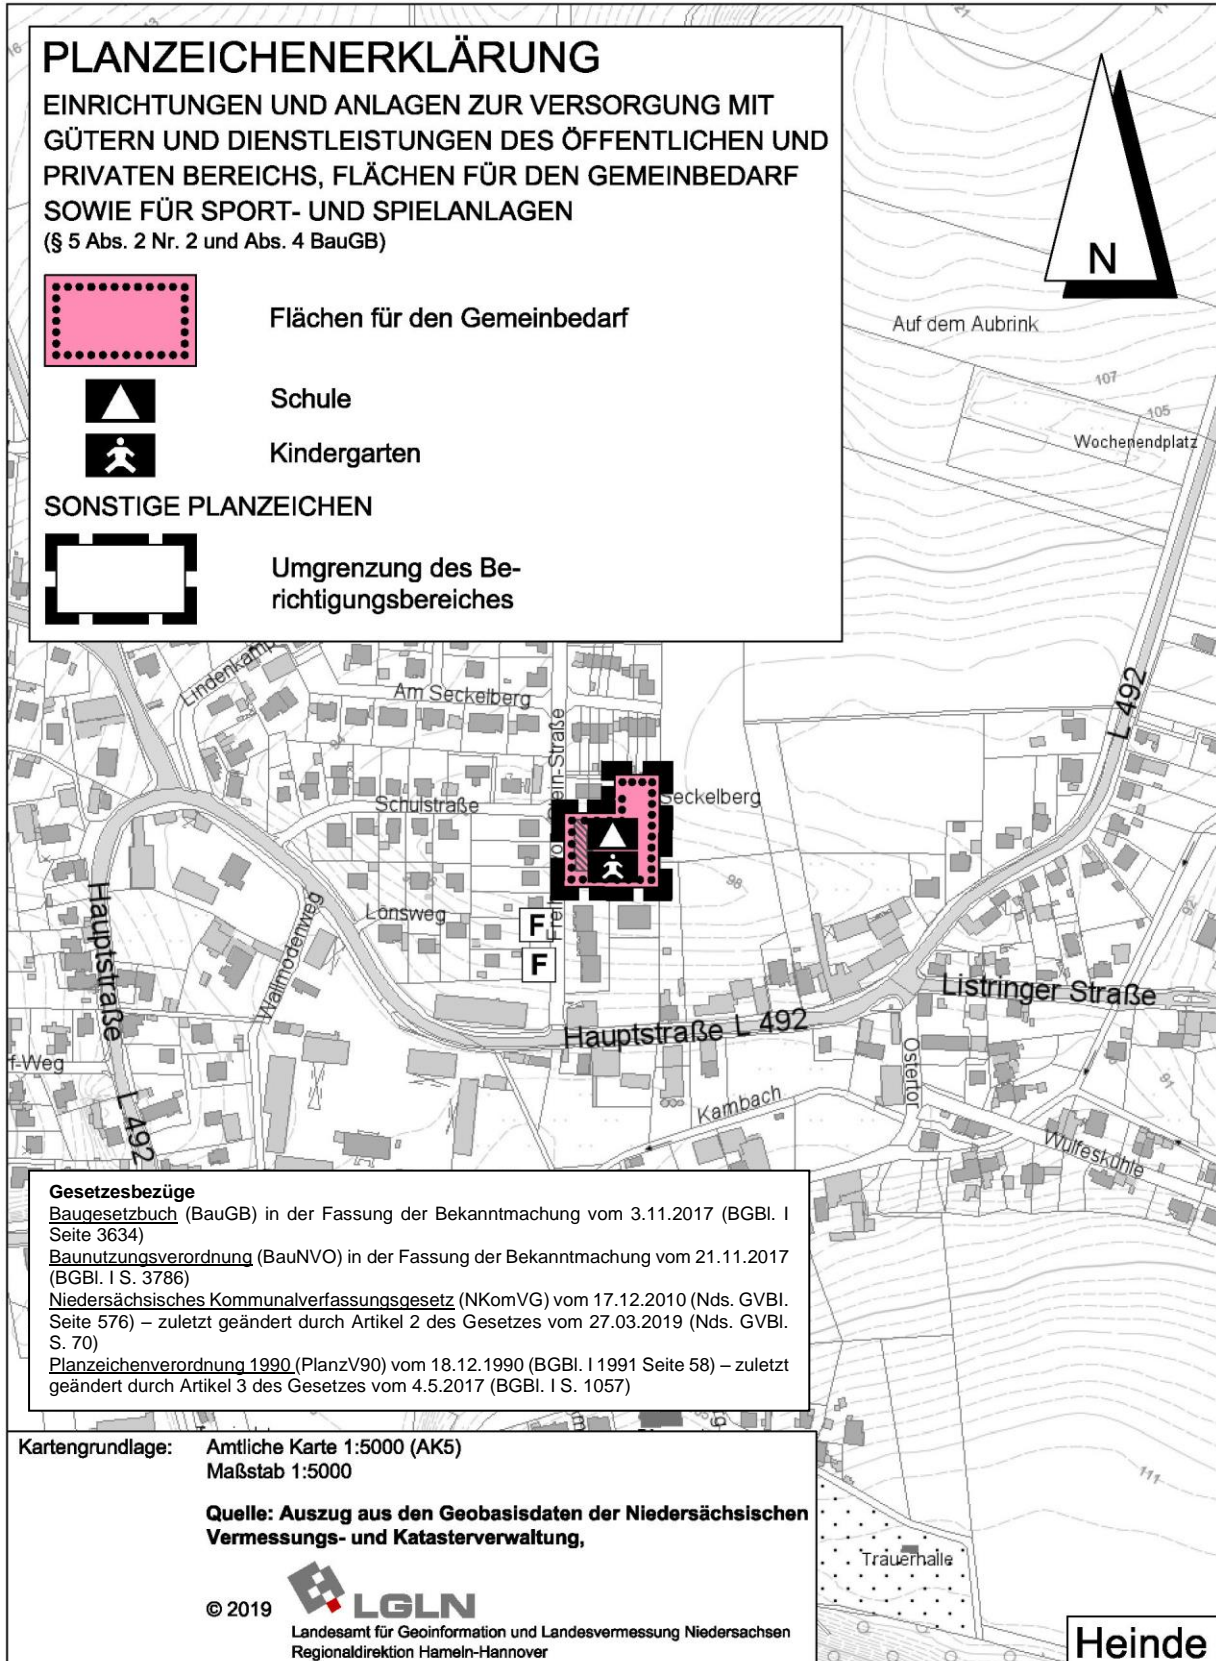 PLANZEICHENERKLÄRUNG
EINRICHTUNGEN UND ANLAGEN ZUR VERSORGUNG MIT
GÜTERN UND DIENSTLEISTUNGEN DES ÖFFENTLICHEN UND
PRIVATEN BEREICHS, FLÄCHEN FÜR DEN GEMEINBEDARF
SOWIE FÜR SPORT- UND SPIELANLAGEN
(§ 5 Abs. 2 Nr. 2 und Abs. 4 BauGB)
Flächen für den Gemeinbedarf
Schule
Kindergarten
SONSTIGE PLANZEICHEN
Umgrenzung des Be-
richtigungsbereiches
N
Auf dem Aubrink
107
105
Wochenendplatz
L 492
Lindenkamp
Am Seckelberg
94
Schulstraße
Seckelberg
98
Lönsweg
Wallmodenweg
F
F
Hauptstraße
L 492
Hauptstraße L 492
Listringer Straße
92
91
f-Weg
Ostertor
Kambach
Wulfeskühle
Gesetzesbezüge
Baugesetzbuch (BauGB) in der Fassung der Bekanntmachung vom 3.11.2017 (BGBl. I
Seite 3634)
Baunutzungsverordnung (BauNVO) in der Fassung der Bekanntmachung vom 21.11.2017
(BGBl. I S. 3786)
Niedersächsisches Kommunalverfassungsgesetz (NKomVG) vom 17.12.2010 (Nds. GVBl.
Seite 576) – zuletzt geändert durch Artikel 2 des Gesetzes vom 27.03.2019 (Nds. GVBl.
S. 70)
Planzeichenverordnung 1990 (PlanzV90) vom 18.12.1990 (BGBl. I 1991 Seite 58) – zuletzt
geändert durch Artikel 3 des Gesetzes vom 4.5.2017 (BGBl. I S. 1057)
Kartengrundlage: Amtliche Karte 1:5000 (AK5)
Maßstab 1:5000
Quelle: Auszug aus den Geobasisdaten der Niedersächsischen
Vermessungs- und Katasterverwaltung,
© 2019 LGLN
Landesamt für Geoinformation und Landesvermessung Niedersachsen
Regionaldirektion Hameln-Hannover
111
Trauerhalle
Heinde